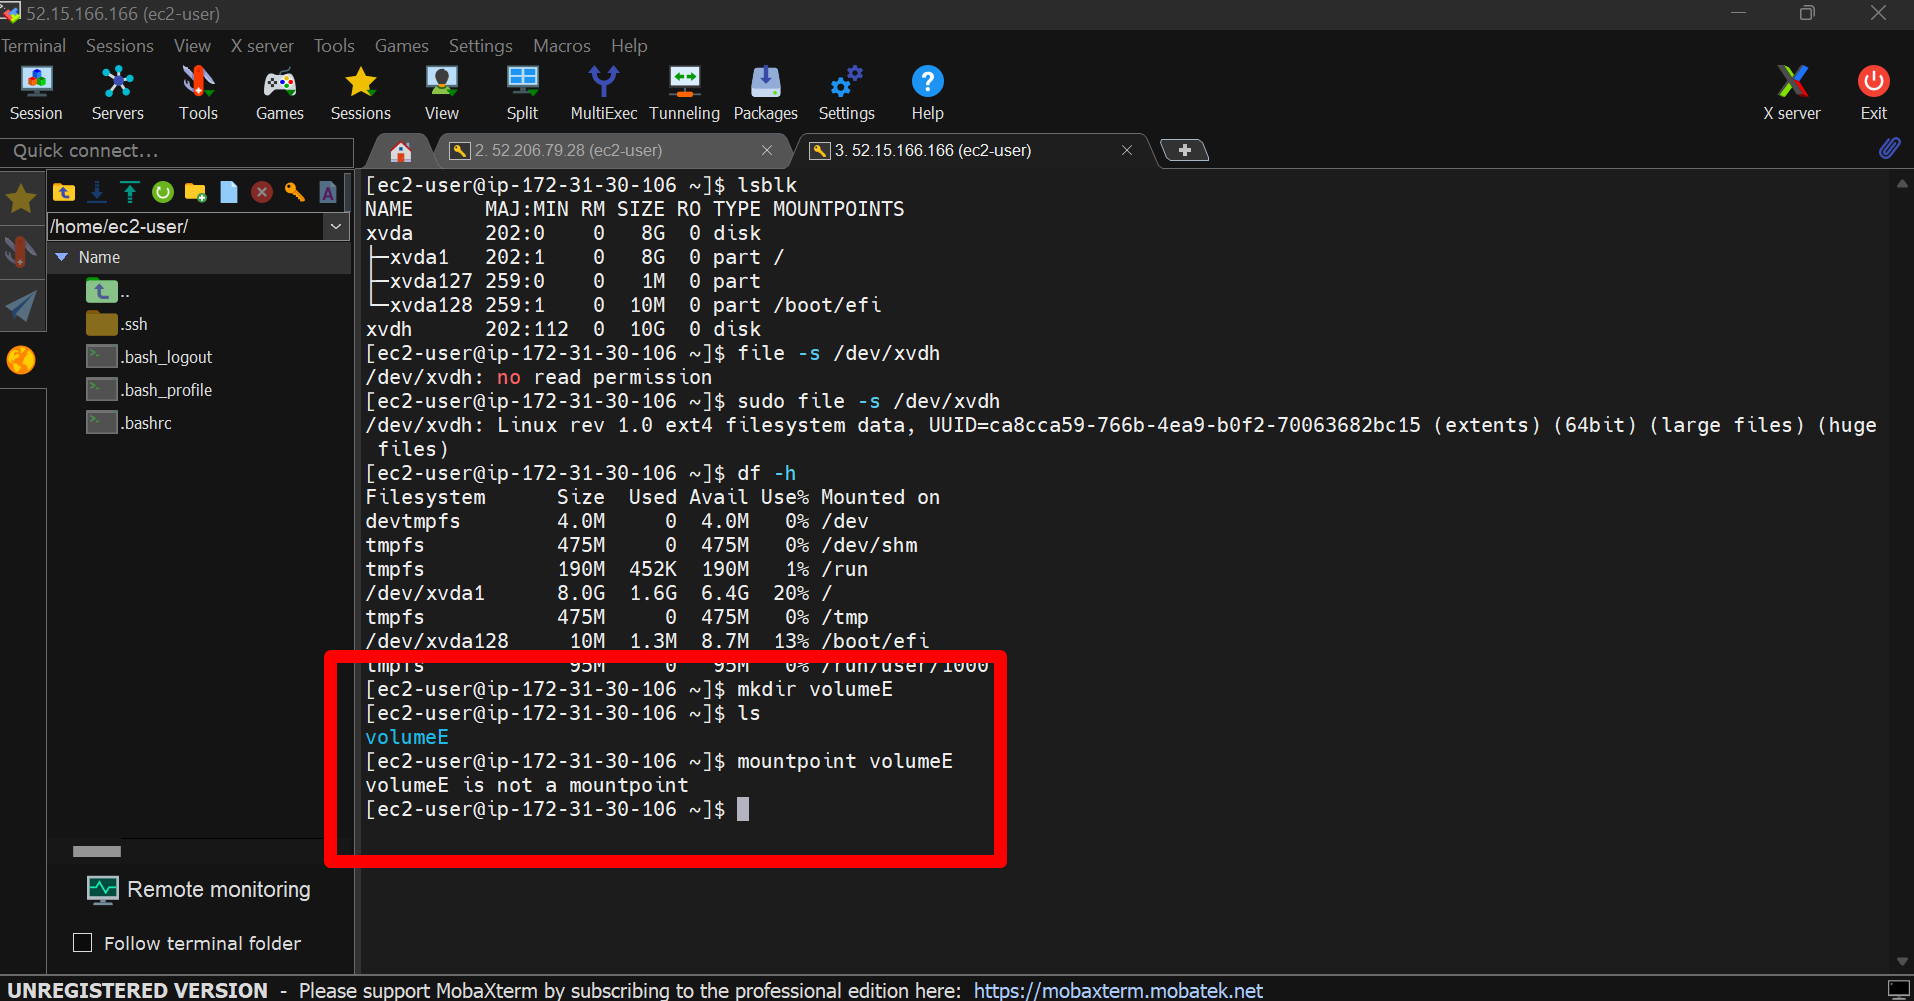 52.15.166.166 (ec2-user)
Terminal Sessions View X server Tools Games Settings Macros Help
Session Servers Tools Games Sessions View Split MultiExec Tunneling Packages Settings Help X server Exit
Quick connect...
2. 52.206.79.28 (ec2-user)
3. 52.15.166.166 (ec2-user)
/home/ec2-user/
Name
..
.ssh
.bash_logout
.bash_profile
.bashrc
Remote monitoring
Follow terminal folder
[ec2-user@ip-172-31-30-106 ~]$ lsblk
NAME      MAJ:MIN RM SIZE RO TYPE MOUNTPOINTS
xvda      202:0    0   8G  0 disk
├─xvda1   202:1    0   8G  0 part /
├─xvda127 259:0    0   1M  0 part
└─xvda128 259:1    0  10M  0 part /boot/efi
xvdh      202:112  0  10G  0 disk
[ec2-user@ip-172-31-30-106 ~]$ file -s /dev/xvdh
/dev/xvdh: no read permission
[ec2-user@ip-172-31-30-106 ~]$ sudo file -s /dev/xvdh
/dev/xvdh: Linux rev 1.0 ext4 filesystem data, UUID=ca8cca59-766b-4ea9-b0f2-70063682bc15 (extents) (64bit) (large files) (huge
 files)
[ec2-user@ip-172-31-30-106 ~]$ df -h
Filesystem      Size  Used Avail Use% Mounted on
devtmpfs        4.0M     0  4.0M   0% /dev
tmpfs           475M     0  475M   0% /dev/shm
tmpfs           190M  452K  190M   1% /run
/dev/xvda1      8.0G  1.6G  6.4G  20% /
tmpfs           475M     0  475M   0% /tmp
/dev/xvda128     10M  1.3M  8.7M  13% /boot/efi
tmpfs            95M     0   95M   0% /run/user/1000
[ec2-user@ip-172-31-30-106 ~]$ mkdir volumeE
[ec2-user@ip-172-31-30-106 ~]$ ls
volumeE
[ec2-user@ip-172-31-30-106 ~]$ mountpoint volumeE
volumeE is not a mountpoint
[ec2-user@ip-172-31-30-106 ~]$
UNREGISTERED VERSION - Please support MobaXterm by subscribing to the professional edition here: https://mobaxterm.mobatek.net